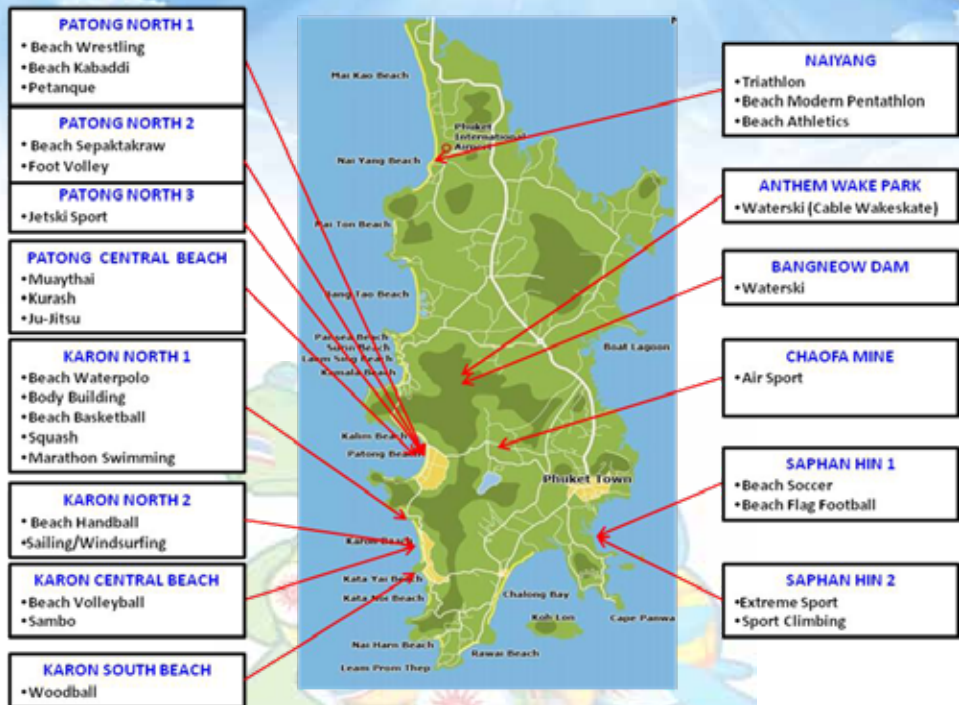 PATONG NORTH 1
• Beach Wrestling
• Beach Kabaddi
• Petanque
PATONG NORTH 2
• Beach Sepaktakraw
• Foot Volley
PATONG NORTH 3
• Jetski Sport
PATONG CENTRAL BEACH
• Muaythai
• Kurash
• Ju-Jitsu
KARON NORTH 1
• Beach Waterpolo
• Body Building
• Beach Basketball
• Squash
• Marathon Swimming
KARON NORTH 2
• Beach Handball
• Sailing/Windsurfing
KARON CENTRAL BEACH
• Beach Volleyball
• Sambo
KARON SOUTH BEACH
• Woodball
Mai Kao Beach
Phuket
International
Airport
Nai Yang Beach
Nai Ton Beach
Bang Tao Beach
Pansea Beach
Surin Beach
Laem Sing Beach
Kamala Beach
Boat Lagoon
Kalim Beach
Patong Beach
Phuket Town
Karon Beach
Kata Yai Beach
Kata Noi Beach
Chalong Bay
Koh Lon
Cape Panwa
Nai Harn Beach
Rawai Beach
Leam Prom Thep
NAIYANG
• Triathlon
• Beach Modern Pentathlon
• Beach Athletics
ANTHEM WAKE PARK
• Waterski (Cable Wakeskate)
BANGNEOW DAM
• Waterski
CHAOFA MINE
• Air Sport
SAPHAN HIN 1
• Beach Soccer
• Beach Flag Football
SAPHAN HIN 2
• Extreme Sport
• Sport Climbing